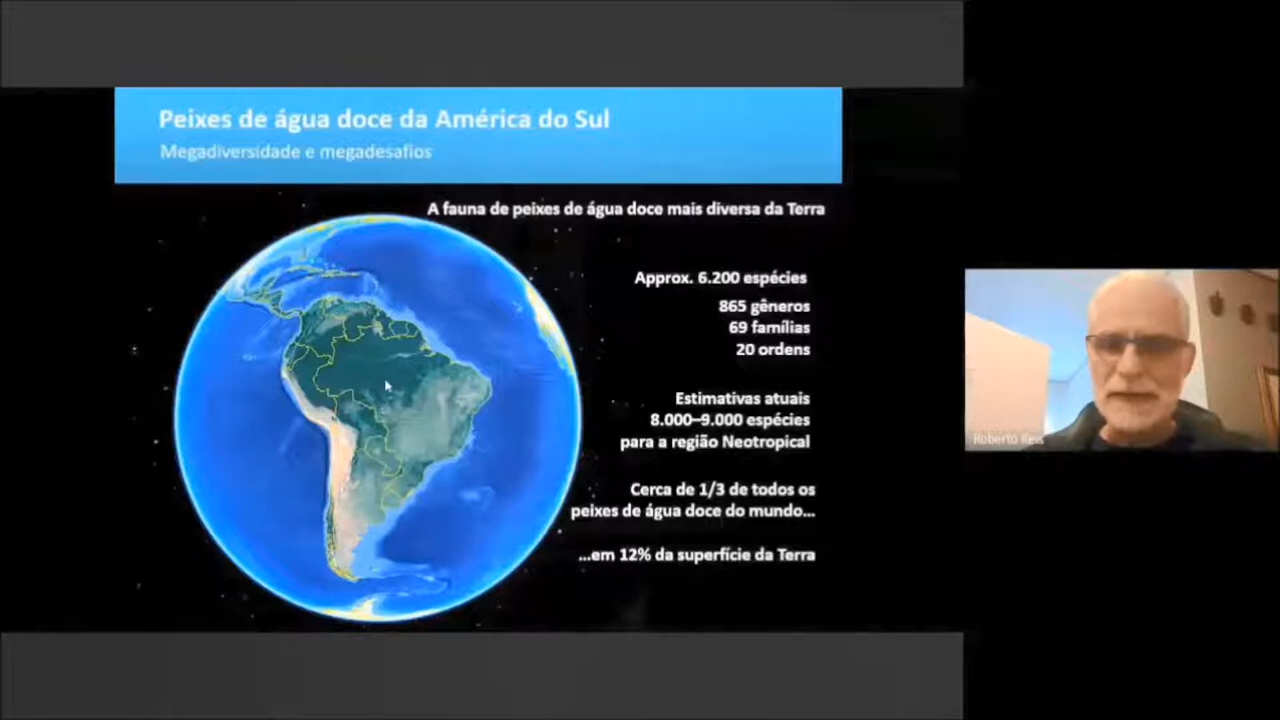 Peixes de água doce da América do Sul
Megadiversidade e megadesafios
A fauna de peixes de água doce mais diversa da Terra
Approx. 6.200 espécies
865 gêneros
69 famílias
20 ordens
Estimativas atuais
8.000–9.000 espécies
para a região Neotropical
Cerca de 1/3 de todos os
peixes de água doce do mundo...
...em 12% da superfície da Terra
Roberto Reis